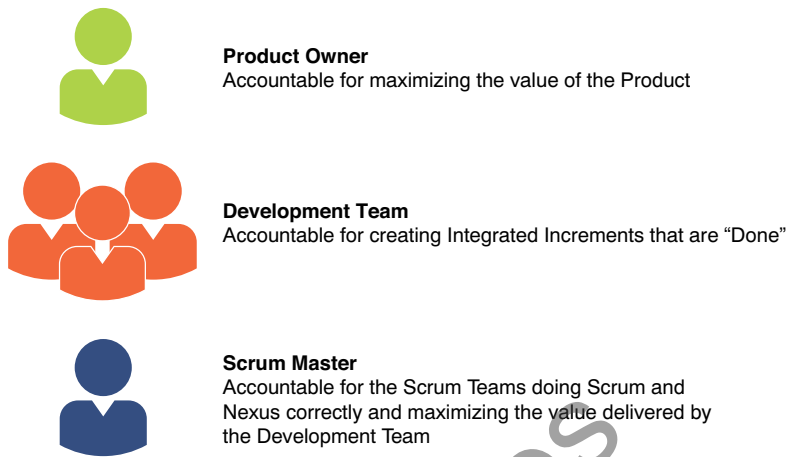 Product Owner
Accountable for maximizing the value of the Product
Development Team
Accountable for creating Integrated Increments that are “Done”
Scrum Master
Accountable for the Scrum Teams doing Scrum and
Nexus correctly and maximizing the value delivered by
the Development Team